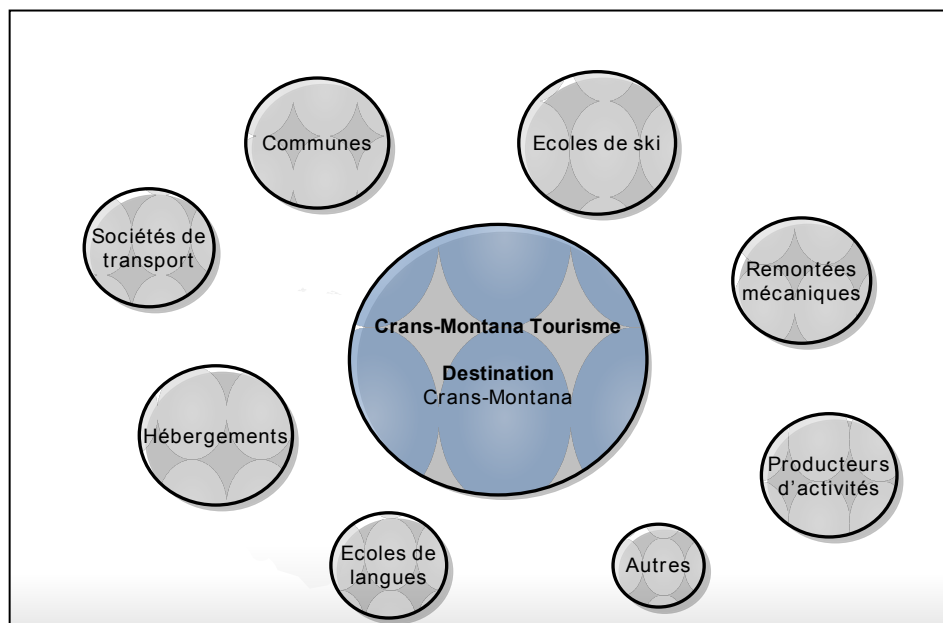 Communes
Ecoles de ski
Sociétés de
transport
Remontées
mécaniques
Crans-Montana Tourisme
Destination
Crans-Montana
Hébergements
Producteurs
d’activités
Ecoles de
langues
Autres